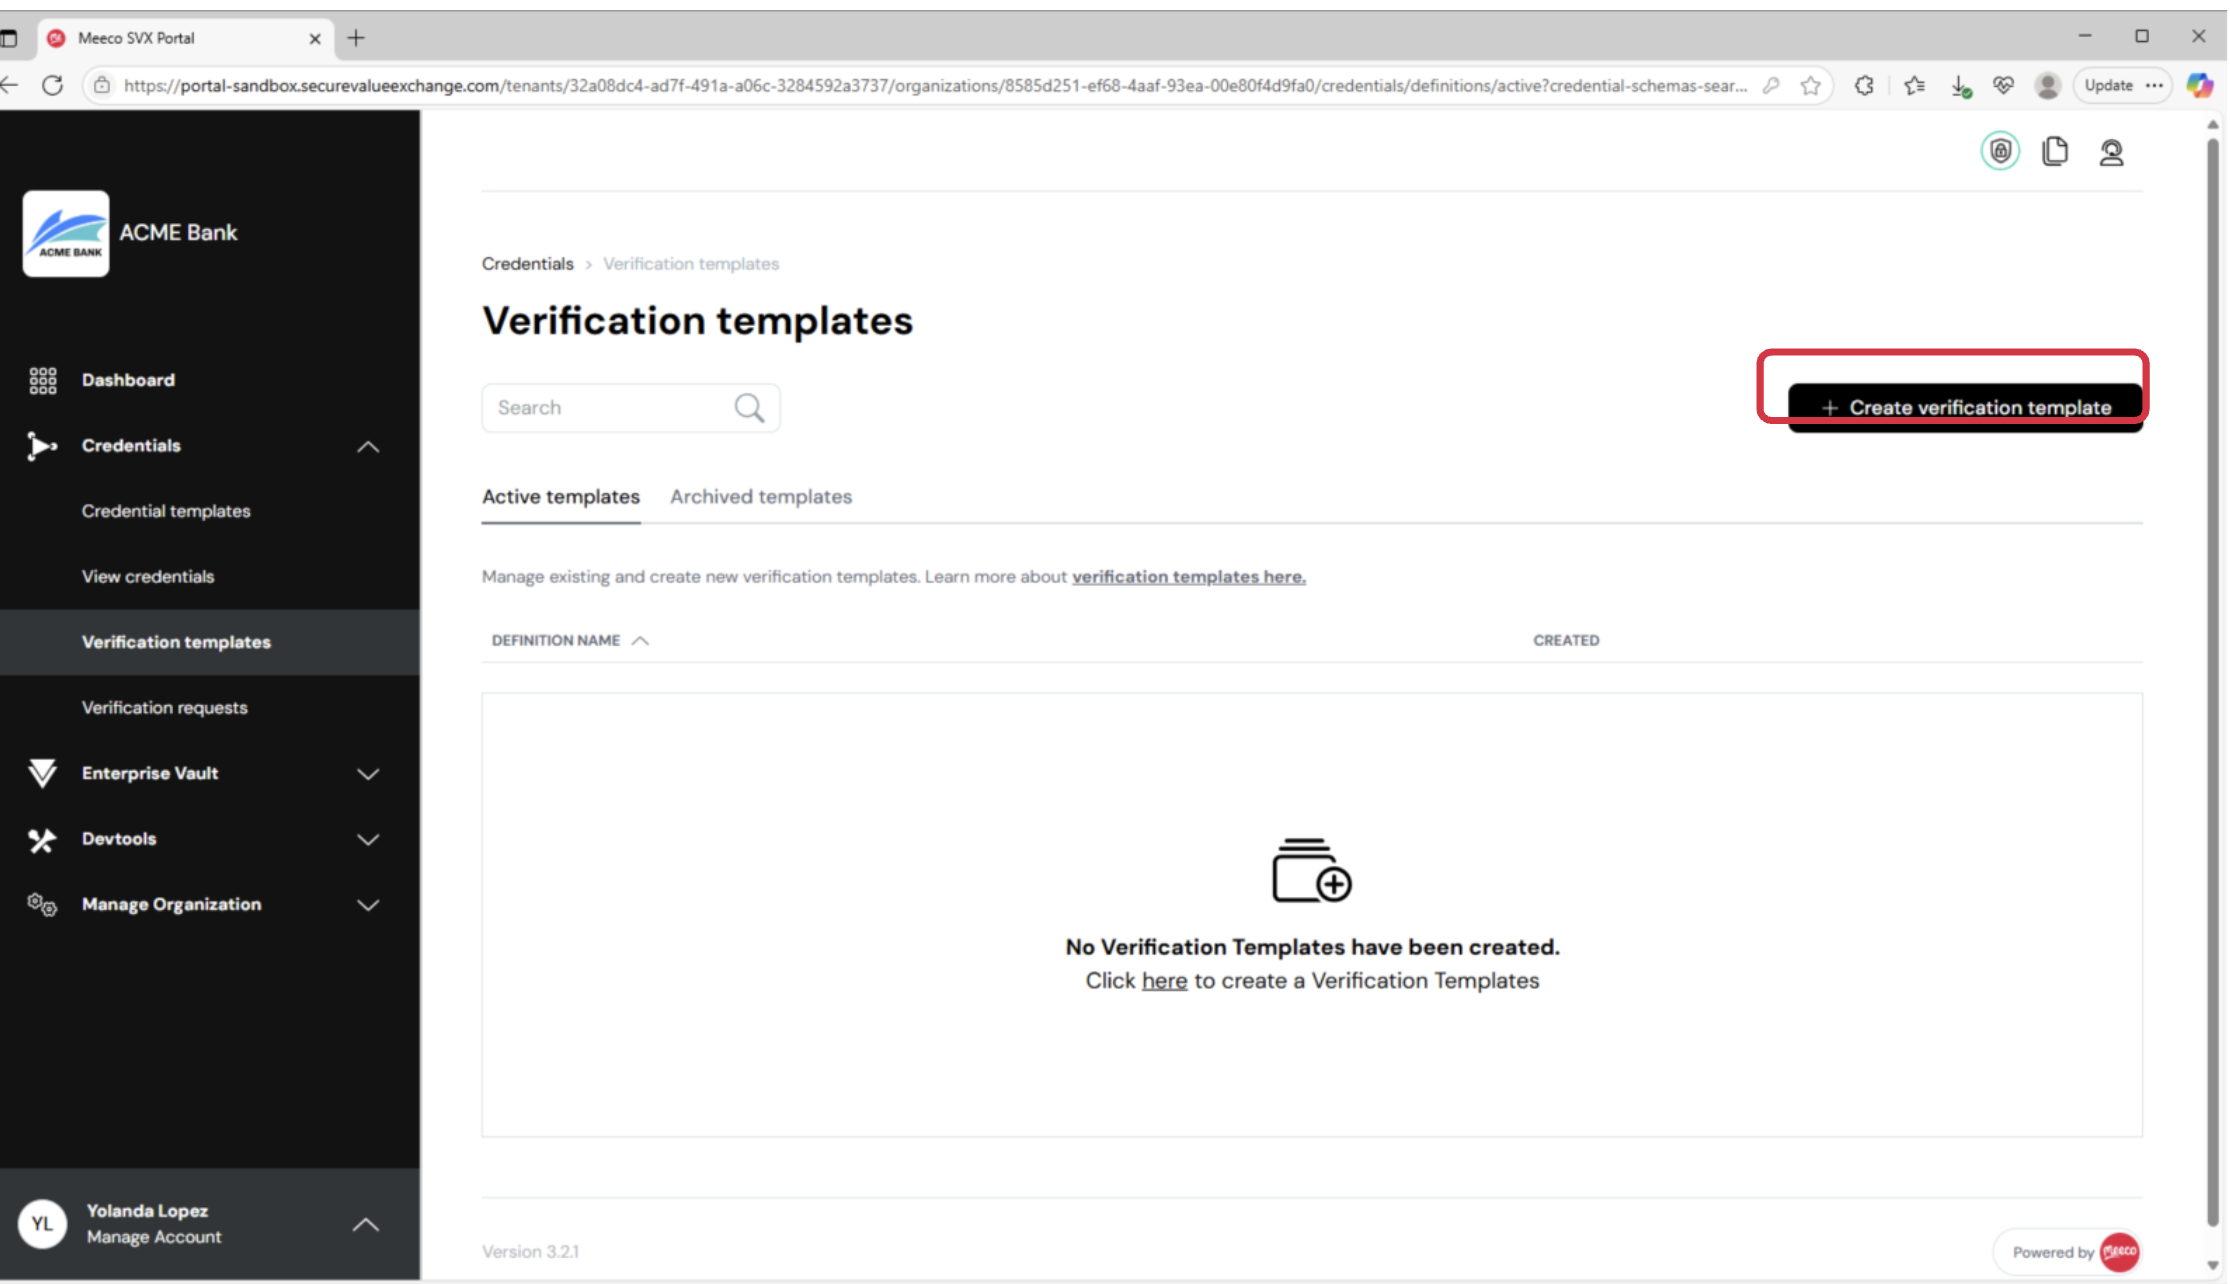 Meeco SVX Portal
https://portal-sandbox.securevalueexchange.com/tenants/32a08dc4-ad7f-491a-a06c-3284592a3737/organizations/8585d251-ef68-4aaf-93ea-00e80f4d9fa0/credentials/definitions/active?credential-schemas-sear...
Update
ACME BANK
ACME Bank
Dashboard
Credentials
Credential templates
View credentials
Verification templates
Verification requests
Enterprise Vault
Devtools
Manage Organization
YL
Yolanda Lopez
Manage Account
Credentials > Verification templates
Verification templates
Search
+ Create verification template
Active templates
Archived templates
Manage existing and create new verification templates. Learn more about verification templates here.
DEFINITION NAME
CREATED
No Verification Templates have been created.
Click here to create a Verification Templates
Version 3.2.1
Powered by meeco